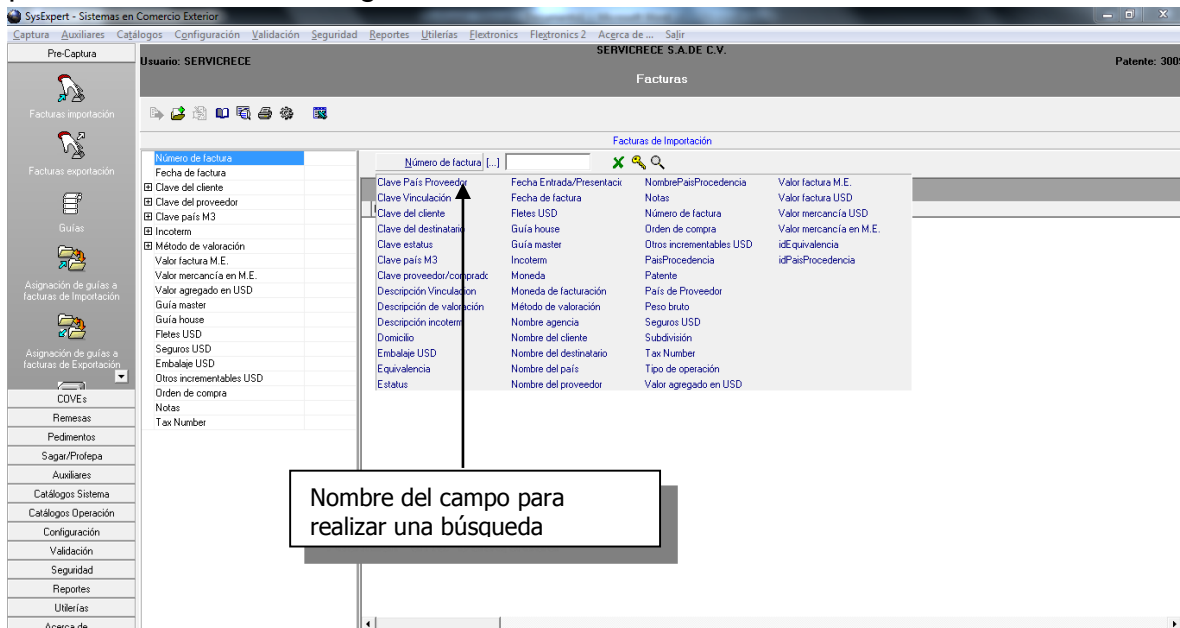 SysExpert - Sistemas en Comercio Exterior
Captura Auxiliares Catálogos Configuración Validación Seguridad Reportes Utilerías Flextronics Flextronics 2 Acerca de ... Salir
Pre-Captura
Facturas importación
Facturas exportación
Guías
Asignación de guías a
facturas de Importación
Asignación de guías a
facturas de Exportación
COVEs
Remesas
Pedimentos
Sagar/Profepa
Auxiliares
Catálogos Sistema
Catálogos Operación
Configuración
Validación
Seguridad
Reportes
Utilerías
Acerca de
SERVICRECE S.A.DE C.V.
Usuario: SERVICRECE
Patente: 300
Facturas
Facturas de Importación
Número de factura
Fecha de factura
Clave del cliente
Clave del proveedor
Clave país M3
Incoterm
Método de valoración
Valor factura M.E.
Valor mercancía en M.E.
Valor agregado en USD
Guía master
Guía house
Fletes USD
Seguros USD
Embalaje USD
Otros incrementables USD
Orden de compra
Notas
Tax Number
Número de factura [...]
Clave País Proveedor Fecha Entrada/Presentació NombrePaisProcedencia Valor factura M.E.
Clave Vinculación Fecha de factura Notas Valor factura USD
Clave del cliente Fletes USD Número de factura Valor mercancía USD
Clave del destinatario Guía house Orden de compra Valor mercancía en M.E.
Clave estatus Guía master Otros incrementables USD idEquivalencia
Clave país M3 Incoterm PaisProcedencia idPaisProcedencia
Clave proveedor/comprado Moneda Patente
Descripción Vinculacion Moneda de facturación País de Proveedor
Descripción de valoración Método de valoración Peso bruto
Descripción incoterm Nombre agencia Seguros USD
Domicilio Nombre del cliente Subdivisión
Embalaje USD Nombre del destinatario Tax Number
Equivalencia Nombre del país Tipo de operación
Estatus Nombre del proveedor Valor agregado en USD
Nombre del campo para
realizar una búsqueda